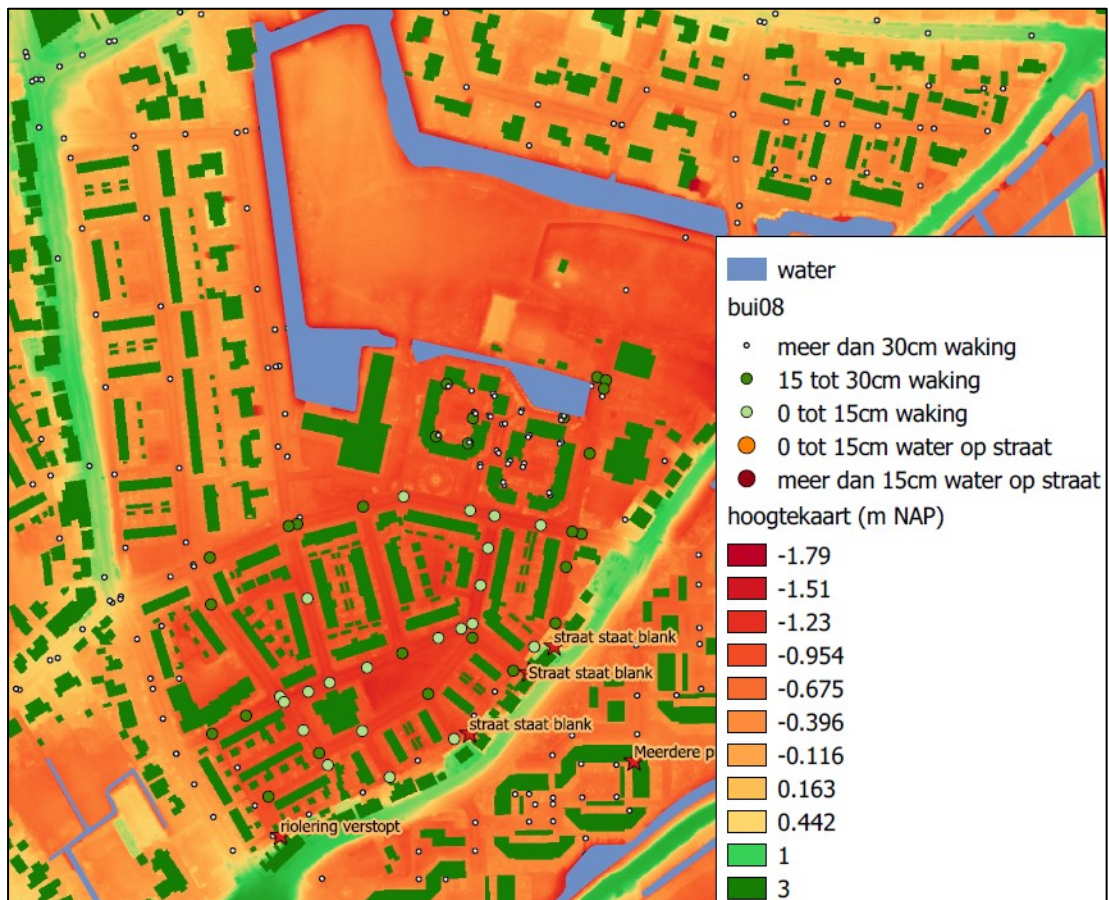 water
bui08
meer dan 30cm waking
15 tot 30cm waking
0 tot 15cm waking
0 tot 15cm water op straat
meer dan 15cm water op straat
hoogtekaart (m NAP)
-1.79
-1.51
-1.23
-0.954
-0.675
-0.396
-0.116
0.163
0.442
1
3
straat staat blank
Straat staat blank
straat staat blank
Meerdere p
riolering verstopt